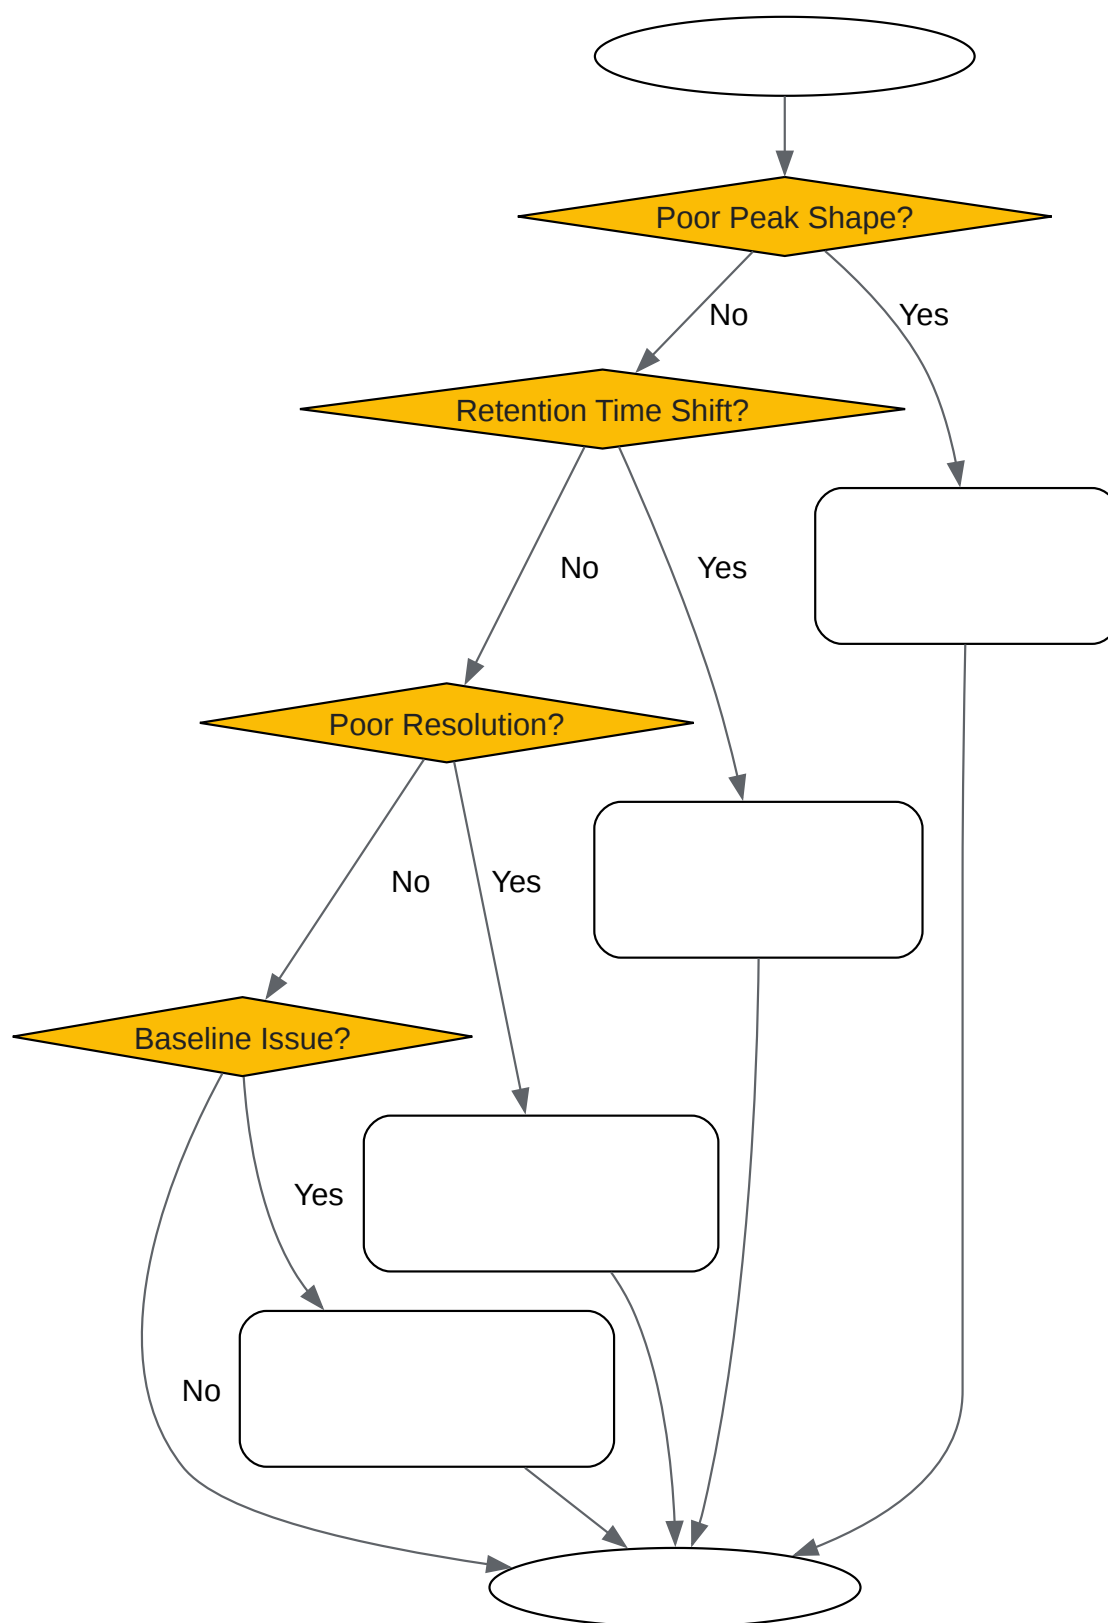 Poor Peak Shape?
No
Yes
Retention Time Shift?
No
Yes
Poor Resolution?
No
Yes
Baseline Issue?
Yes
No